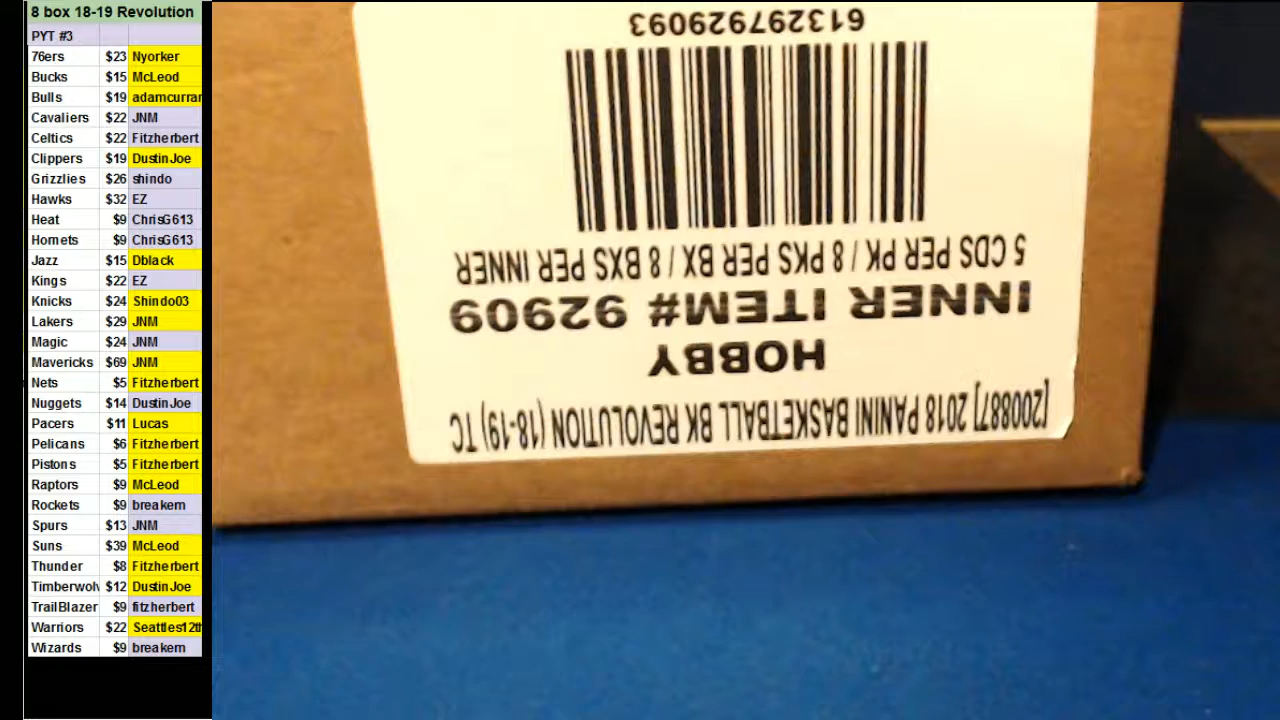 8 box 18-19 Revolution
PYT #3
76ers $23 Nyorker
Bucks $15 McLeod
Bulls $19 adamcurran
Cavaliers $22 JNM
Celtics $22 Fitzherbert
Clippers $19 DustinJoe
Grizzlies $26 shindo
Hawks $32 EZ
Heat $9 ChrisG613
Hornets $9 ChrisG613
Jazz $15 Dblack
Kings $22 EZ
Knicks $24 Shindo03
Lakers $29 JNM
Magic $24 JNM
Mavericks $69 JNM
Nets $5 Fitzherbert
Nuggets $14 DustinJoe
Pacers $11 Lucas
Pelicans $6 Fitzherbert
Pistons $5 Fitzherbert
Raptors $9 McLeod
Rockets $9 breakem
Spurs $13 JNM
Suns $39 McLeod
Thunder $8 Fitzherbert
Timberwolv $12 DustinJoe
TrailBlazer $9 fitzherbert
Warriors $22 Seattles12th
Wizards $9 breakem
[200887] 2018 PANINI BASKETBALL BK REVOLUTION (18-19) TC
HOBBY
INNER ITEM# 92909
5 CDS PER PK / 8 PKS PER BX / 8 BXS PER INNER
613297929093